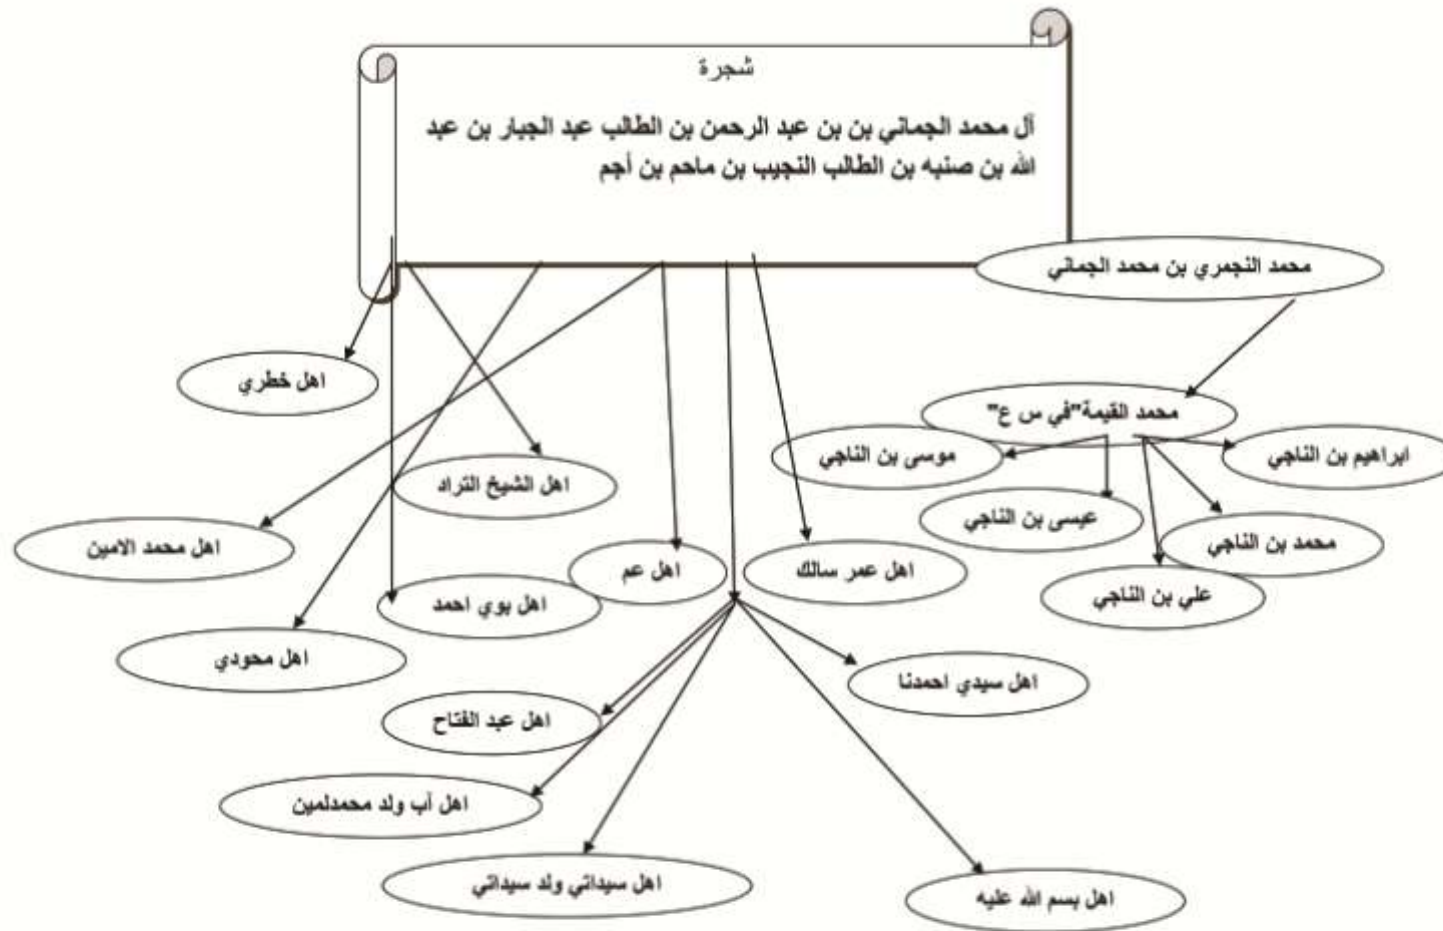 شجرة
آل محمد الجماني بن بن عبد الرحمن بن الطالب عبد الجبار بن عبد
الله بن صنبه بن الطالب النجيب بن ماحم بن أجم
محمد النجمري بن محمد الجماني
اهل خطري
محمد القيمة"في س ع"
ابراهيم بن الناجي
موسى بن الناجي
اهل الشيخ التراد
عيسى بن الناجي
محمد بن الناجي
اهل محمد الامين
اهل عمر سالك
اهل عم
علي بن الناجي
اهل بوي احمد
اهل محودي
اهل سيدي احمدنا
اهل عبد الفتاح
اهل آب ولد محمدلمين
اهل سيداتي ولد سيداتي
اهل بسم الله عليه